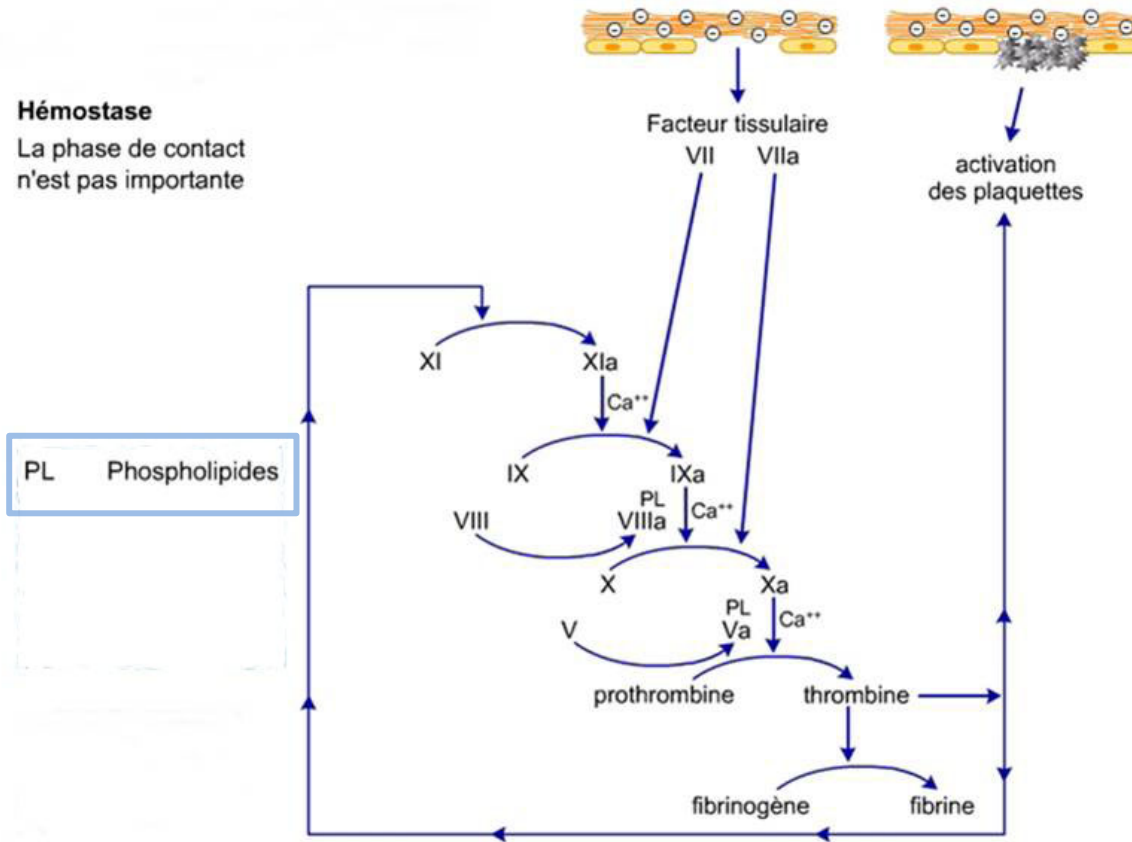 Hémostase
La phase de contact
n'est pas importante
Facteur tissulaire
VII VIIa
activation
des plaquettes
XI XIa
Ca⁺⁺
IX IXa
PL Phospholipides
PL
VIII VIIIa Ca⁺⁺
X Xa
PL
V Va Ca⁺⁺
prothrombine thrombine
fibrinogène fibrine